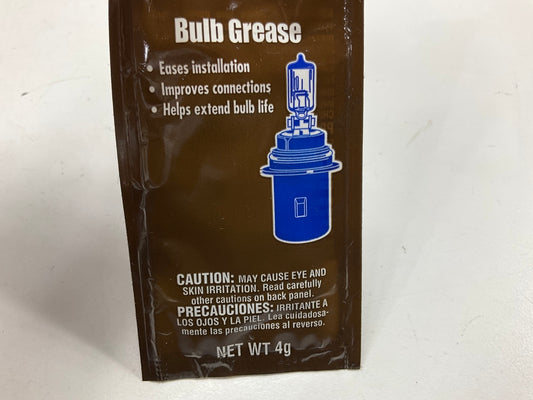 Bulb Grease
• Eases installation
• Improves connections
• Helps extend bulb life
CAUTION: MAY CAUSE EYE AND
SKIN IRRITATION. Read carefully
other cautions on back panel.
PRECAUCIONES: IRRITANTE A
LOS OJOS Y LA PIEL. Lea cuidadosa-
mente las precauciones al reverso.
NET WT 4g